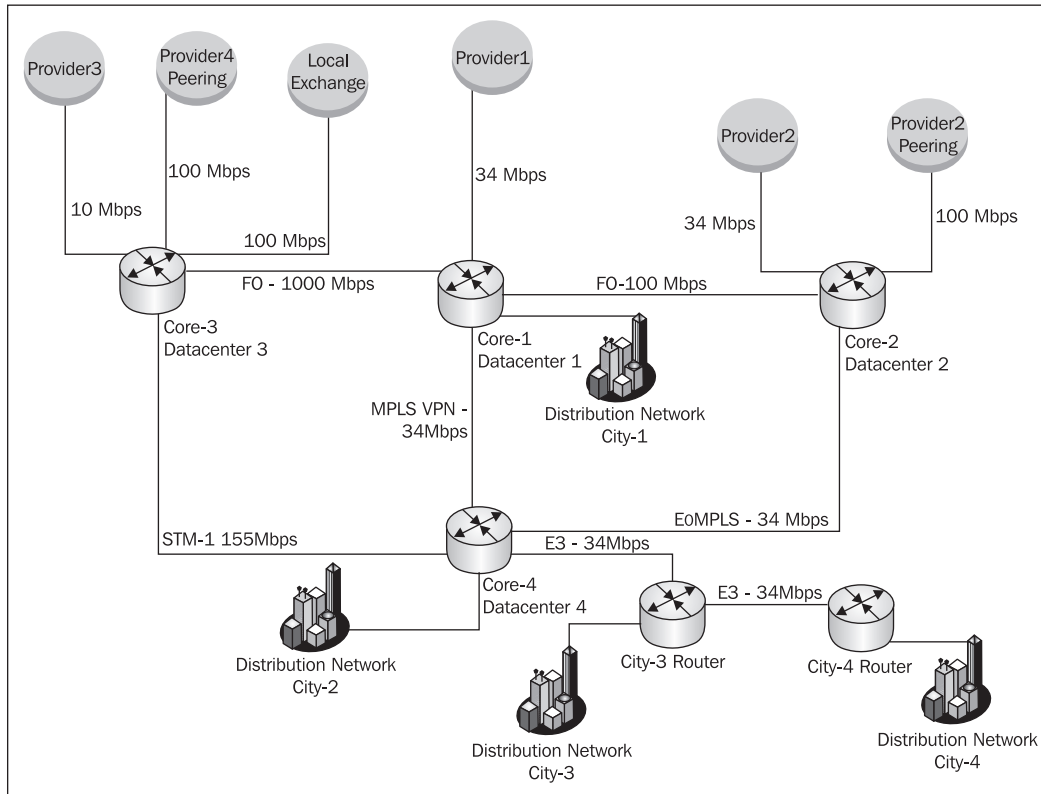 Provider3
Provider4
Peering
Local
Exchange
Provider1
Provider2
Provider2
Peering
100 Mbps
34 Mbps
10 Mbps
34 Mbps
100 Mbps
100 Mbps
FO - 1000 Mbps
FO-100 Mbps
Core-3
Datacenter 3
Core-1
Datacenter 1
Core-2
Datacenter 2
MPLS VPN -
34Mbps
Distribution Network
City-1
EoMPLS - 34 Mbps
STM-1 155Mbps
E3 - 34Mbps
Core-4
Datacenter 4
E3 - 34Mbps
Distribution Network
City-2
City-3 Router
City-4 Router
Distribution Network
City-3
Distribution Network
City-4